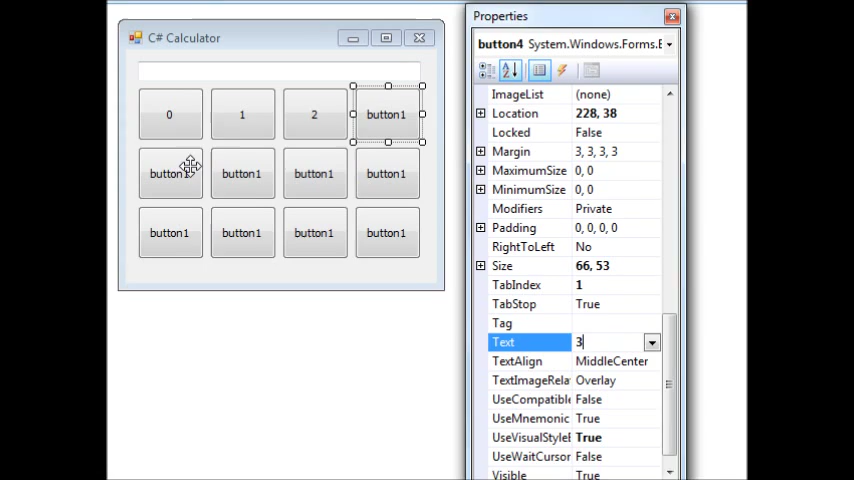 C# Calculator
0
1
2
button1
button1
button1
button1
button1
button1
button1
button1
button1
Properties
button4 System.Windows.Forms.B
ImageList (none)
Location 228, 38
Locked False
Margin 3, 3, 3, 3
MaximumSize 0, 0
MinimumSize 0, 0
Modifiers Private
Padding 0, 0, 0, 0
RightToLeft No
Size 66, 53
TabIndex 1
TabStop True
Tag
Text 3
TextAlign MiddleCenter
TextImageRela Overlay
UseCompatible False
UseMnemonic True
UseVisualStyleB True
UseWaitCursor False
Visible True